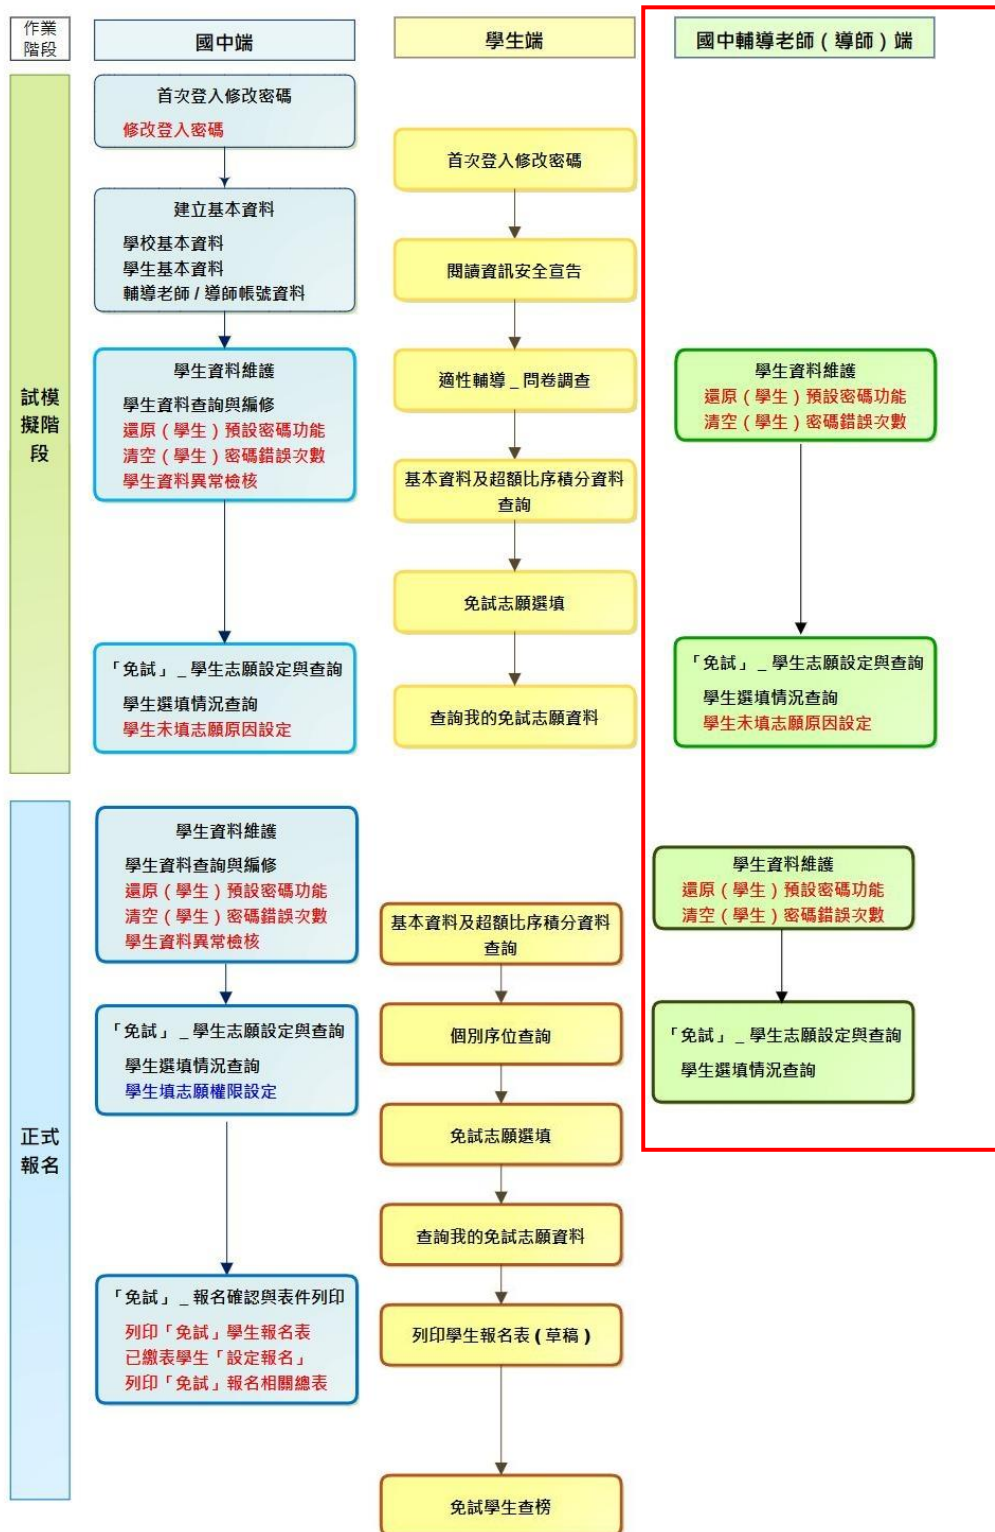 作業
階段
國中端
學生端
國中輔導老師（導師）端
試模
擬階
段
首次登入修改密碼
修改登入密碼
建立基本資料
學校基本資料
學生基本資料
輔導老師 / 導師帳號資料
學生資料維護
學生資料查詢與編修
還原（學生）預設密碼功能
清空（學生）密碼錯誤次數
學生資料異常檢核
「免試」_ 學生志願設定與查詢
學生選填情況查詢
學生未填志願原因設定
首次登入修改密碼
閱讀資訊安全宣告
適性輔導 _ 問卷調查
基本資料及超額比序積分資料
查詢
免試志願選填
查詢我的免試志願資料
學生資料維護
還原（學生）預設密碼功能
清空（學生）密碼錯誤次數
「免試」_ 學生志願設定與查詢
學生選填情況查詢
學生未填志願原因設定
正式
報名
學生資料維護
學生資料查詢與編修
還原（學生）預設密碼功能
清空（學生）密碼錯誤次數
學生資料異常檢核
「免試」_ 學生志願設定與查詢
學生選填情況查詢
學生填志願權限設定
「免試」_ 報名確認與表件列印
列印「免試」學生報名表
已繳表學生「設定報名」
列印「免試」報名相關總表
基本資料及超額比序積分資料
查詢
個別序位查詢
免試志願選填
查詢我的免試志願資料
列印學生報名表 ( 草稿 )
免試學生查榜
學生資料維護
還原（學生）預設密碼功能
清空（學生）密碼錯誤次數
「免試」_ 學生志願設定與查詢
學生選填情況查詢